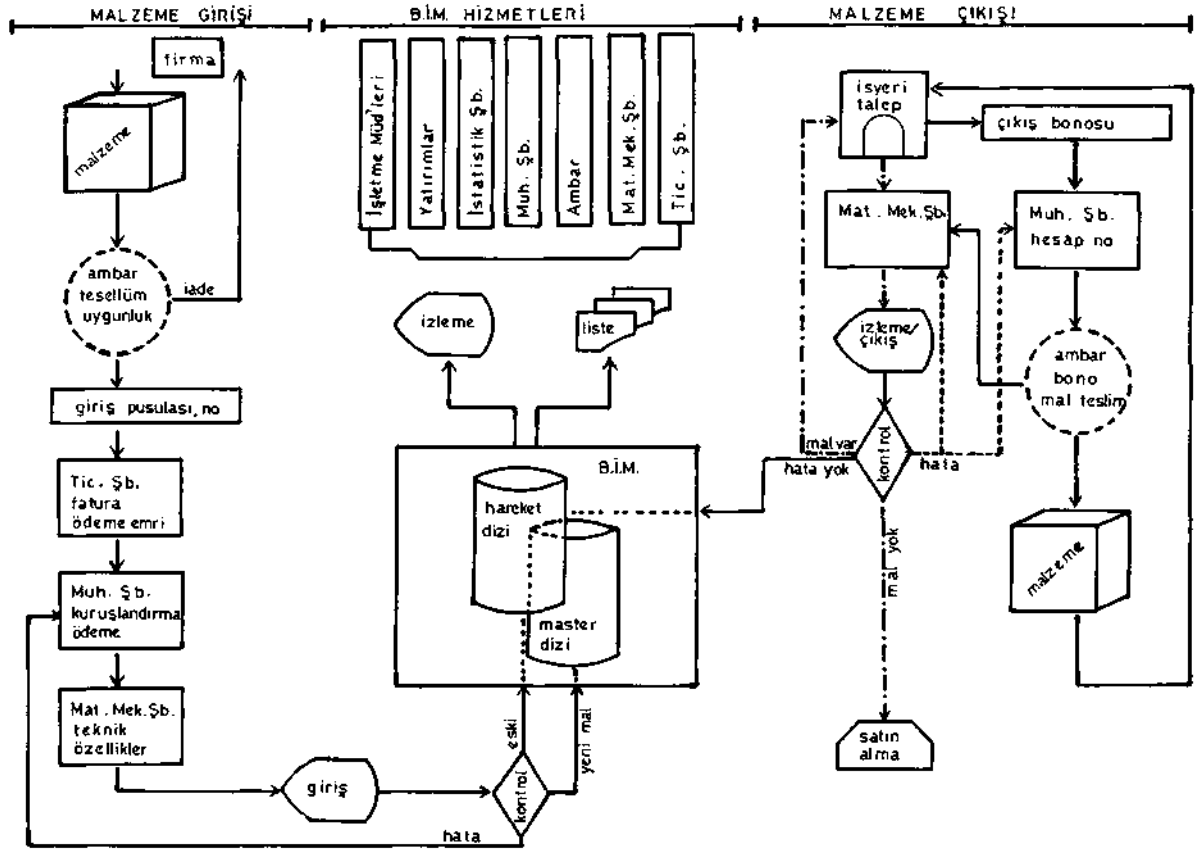 MALZEME GİRİŞİ
firma
malzeme
ambar
tesellüm
uygunluk
iade
giriş pusulası, no
Tic. Şb.
fatura
ödeme emri
Muh. Şb.
kuruşlandırma
ödeme
Mat. Mek. Şb.
teknik
özellikler
giriş
kontrol
hata
eski
yeni mal
B.İ.M. HİZMETLERİ
İşletme Müd'leri
Yatırımlar
İstatistik Şb.
Muh. Şb.
Ambar
Mat. Mek. Şb.
Tic. Şb.
izleme
liste
B.İ.M.
hareket
dizi
master
dizi
MALZEME ÇIKIŞI
işyeri
talep
çıkış bonosu
Mat. Mek. Şb.
Muh. Şb.
hesap no
izleme/
çıkış
ambar
bono
mal teslim
kontrol
mal var
hata yok
hata
mal yok
malzeme
satın
alma